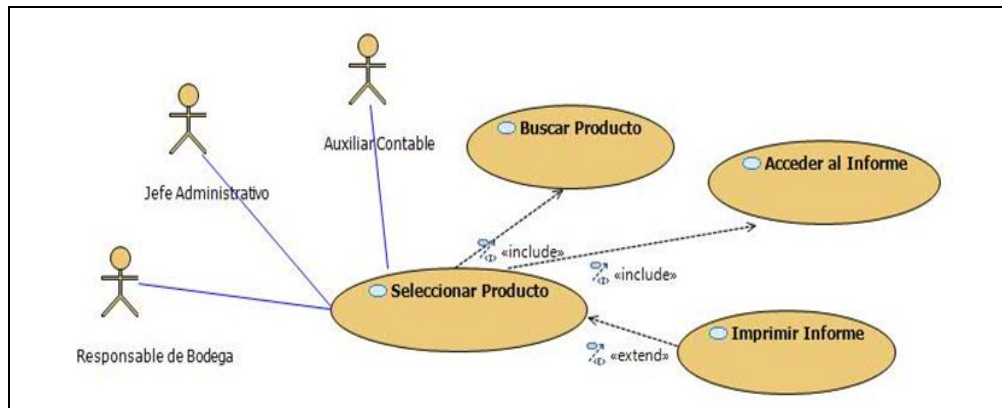 Auxiliar Contable
Buscar Producto
Acceder al Informe
Jefe Administrativo
«include»
«include»
Seleccionar Producto
Responsable de Bodega
«extend»
Imprimir Informe